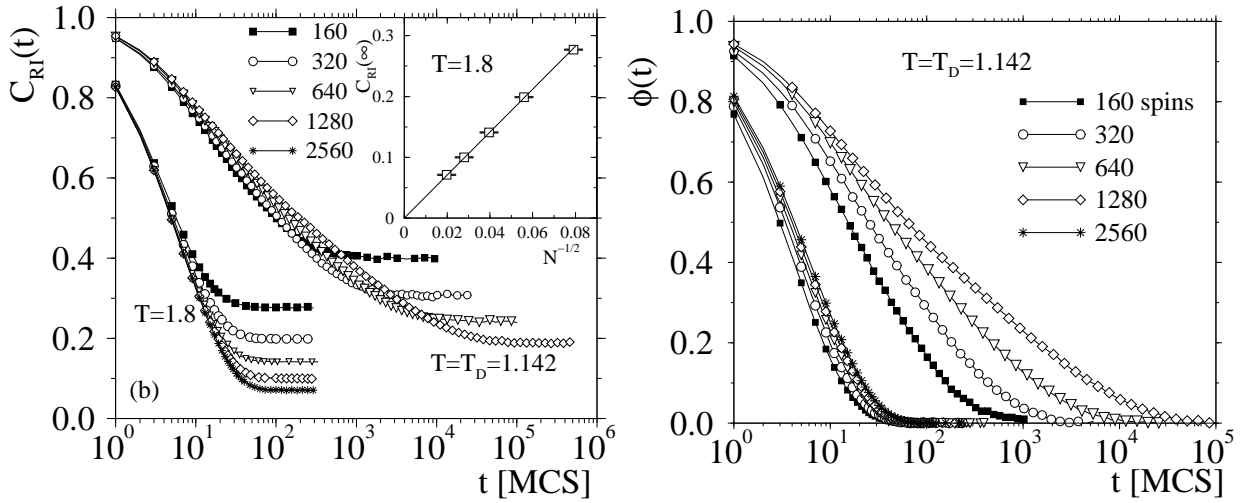 C_RI(t)
1.0
0.8
0.6
0.4
0.2
0.0
160
320
640
1280
2560
T=1.8
(b)
T=T_D=1.142
10^0 10^1 10^2 10^3 10^4 10^5 10^6
t [MCS]
C_RI(∞)
0.3
0.2
0.1
0
T=1.8
0.02 0.04 0.06 0.08
N^{-1/2}
ϕ(t)
1.0
0.8
0.6
0.4
0.2
0.0
T=T_D=1.142
160 spins
320
640
1280
2560
T=1.8
10^0 10^1 10^2 10^3 10^4 10^5
t [MCS]